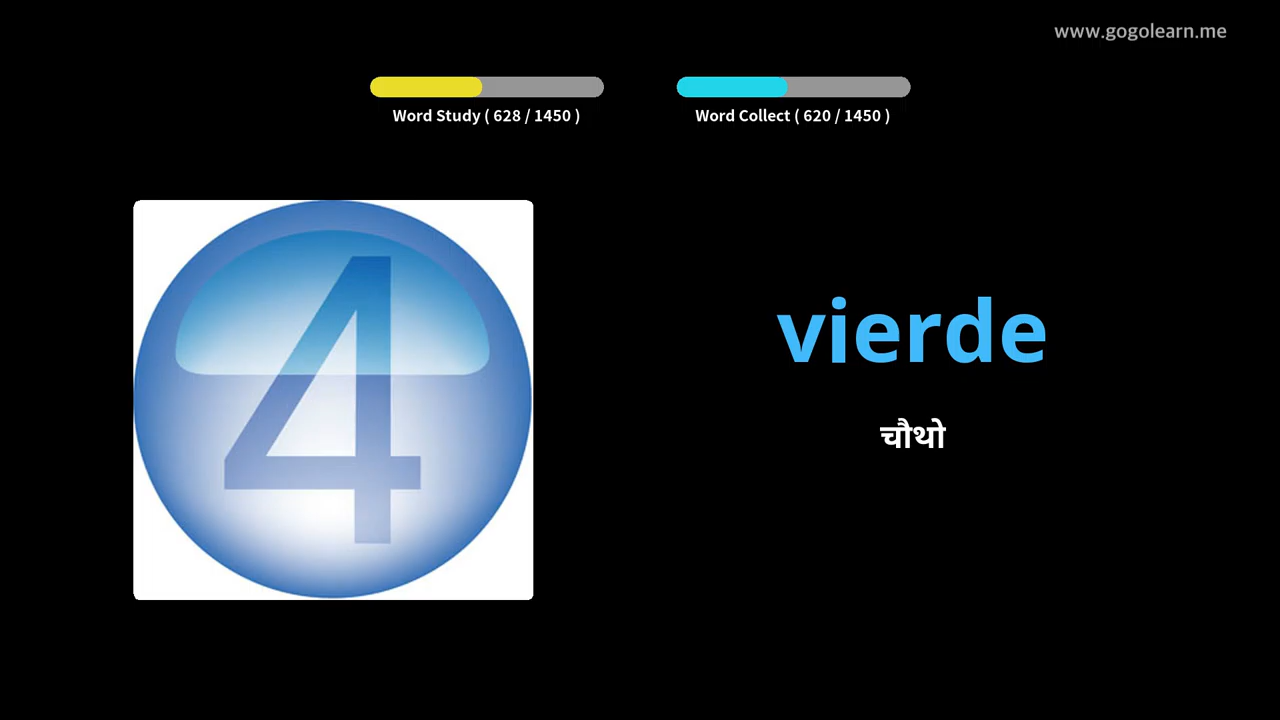 www.gogolearn.me
Word Study ( 628 / 1450 )
Word Collect ( 620 / 1450 )
4
vierde
चौथो